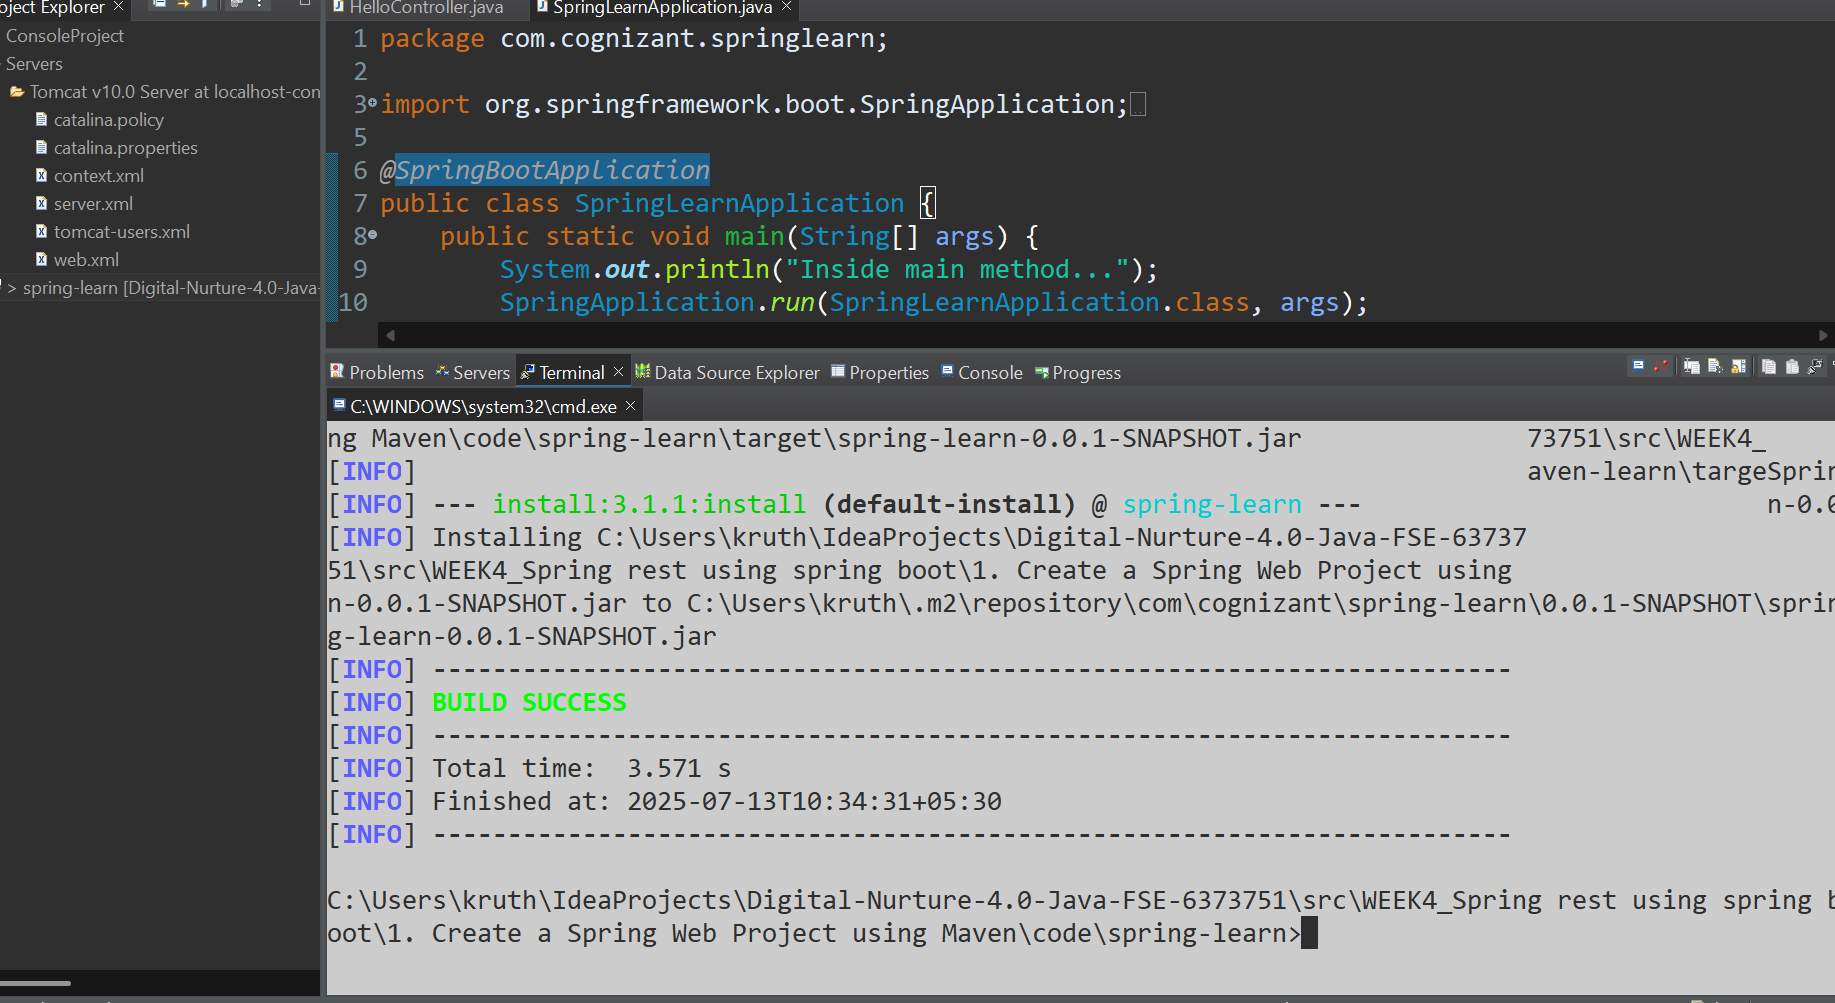 oject Explorer
ConsoleProject
Servers
Tomcat v10.0 Server at localhost-con
catalina.policy
catalina.properties
context.xml
server.xml
tomcat-users.xml
web.xml
> spring-learn [Digital-Nurture-4.0-Java-
HelloController.java
SpringLearnApplication.java
1 package com.cognizant.springlearn;
2
3 import org.springframework.boot.SpringApplication;
5
6 @SpringBootApplication
7 public class SpringLearnApplication {
8 public static void main(String[] args) {
9 System.out.println("Inside main method...");
10 SpringApplication.run(SpringLearnApplication.class, args);
Problems Servers Terminal Data Source Explorer Properties Console Progress
C:\WINDOWS\system32\cmd.exe
ng Maven\code\spring-learn\target\spring-learn-0.0.1-SNAPSHOT.jar 73751\src\WEEK4_
[INFO] aven-learn\targeSprin
[INFO] --- install:3.1.1:install (default-install) @ spring-learn --- n-0.0
[INFO] Installing C:\Users\kruth\IdeaProjects\Digital-Nurture-4.0-Java-FSE-63737
51\src\WEEK4_Spring rest using spring boot\1. Create a Spring Web Project using
n-0.0.1-SNAPSHOT.jar to C:\Users\kruth\.m2\repository\com\cognizant\spring-learn\0.0.1-SNAPSHOT\sprin
g-learn-0.0.1-SNAPSHOT.jar
[INFO] ------------------------------------------------------------------------
[INFO] BUILD SUCCESS
[INFO] ------------------------------------------------------------------------
[INFO] Total time:  3.571 s
[INFO] Finished at: 2025-07-13T10:34:31+05:30
[INFO] ------------------------------------------------------------------------
C:\Users\kruth\IdeaProjects\Digital-Nurture-4.0-Java-FSE-6373751\src\WEEK4_Spring rest using spring b
oot\1. Create a Spring Web Project using Maven\code\spring-learn>